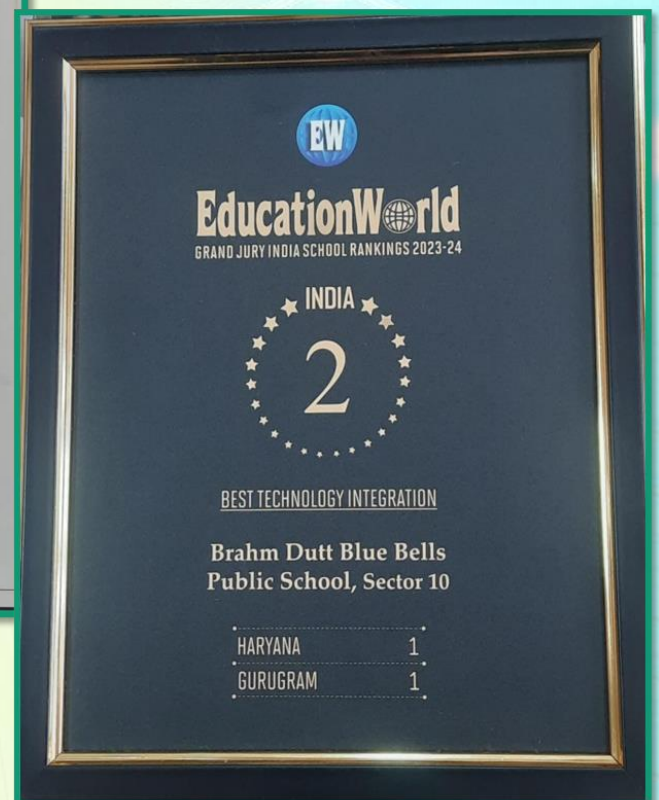 EW
EducationWorld
GRAND JURY INDIA SCHOOL RANKINGS 2023-24
INDIA
2
BEST TECHNOLOGY INTEGRATION
Brahm Dutt Blue Bells
Public School, Sector 10
HARYANA 1
GURUGRAM 1